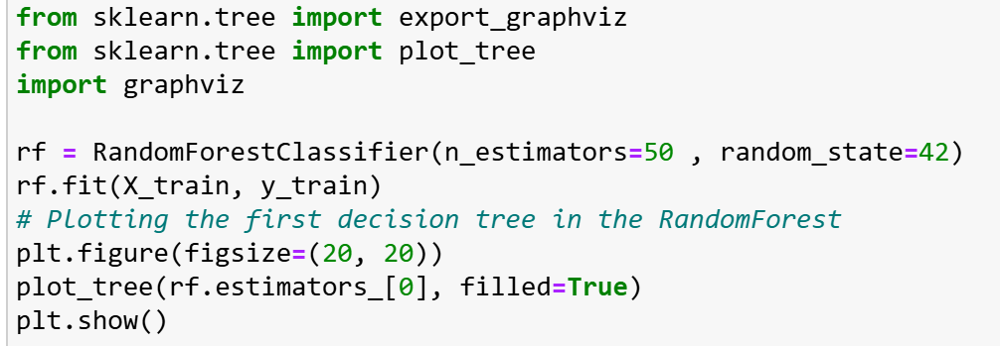 from sklearn.tree import export_graphviz
from sklearn.tree import plot_tree
import graphviz

rf = RandomForestClassifier(n_estimators=50 , random_state=42)
rf.fit(X_train, y_train)
# Plotting the first decision tree in the RandomForest
plt.figure(figsize=(20, 20))
plot_tree(rf.estimators_[0], filled=True)
plt.show()